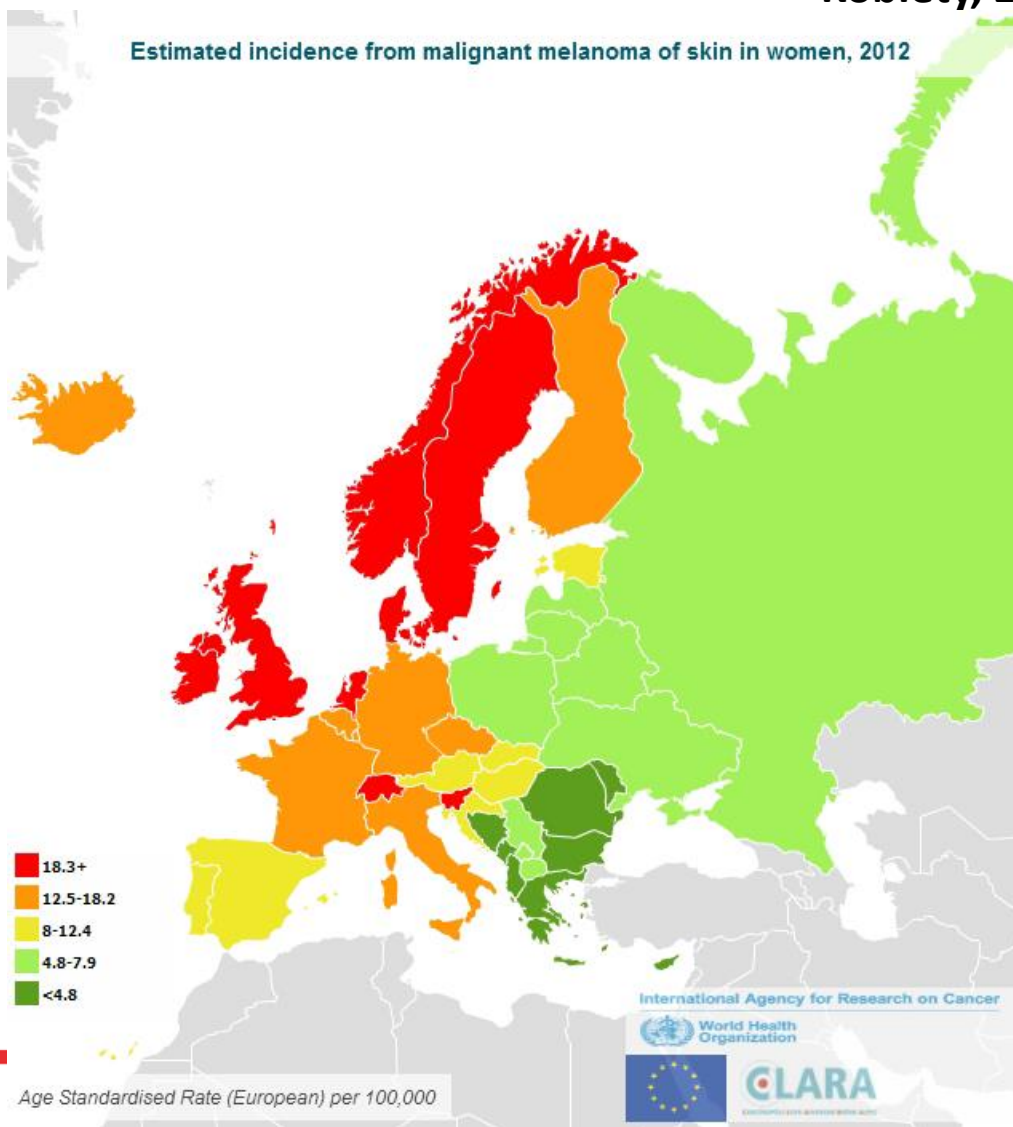 Estimated incidence from malignant melanoma of skin in women, 2012
18.3+
12.5-18.2
8-12.4
4.8-7.9
<4.8
International Agency for Research on Cancer
World Health
Organization
CLARA
Age Standardised Rate (European) per 100,000